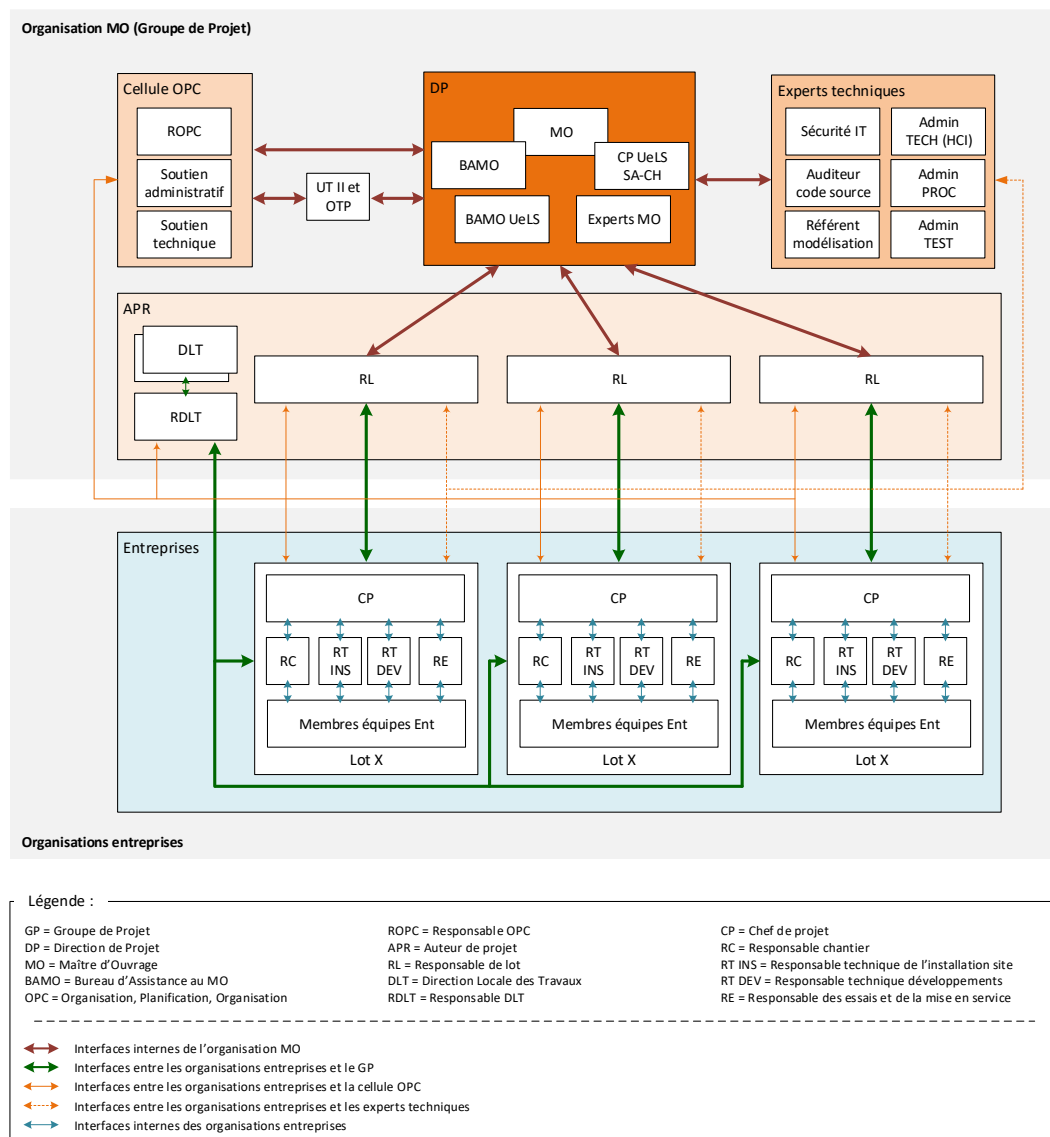 Organisation MO (Groupe de Projet)
Cellule OPC
ROPC
Soutien
administratif
Soutien
technique
UT II et
OTP
DP
MO
BAMO
CP UeLS
SA-CH
BAMO UeLS
Experts MO
Experts techniques
Sécurité IT
Admin
TECH (HCI)
Auditeur
code source
Admin
PROC
Référent
modélisation
Admin
TEST
APR
DLT
RDLT
RL
RL
RL
Entreprises
CP
RC
RT
INS
RT
DEV
RE
Membres équipes Ent
Lot X
CP
RC
RT
INS
RT
DEV
RE
Membres équipes Ent
Lot X
CP
RC
RT
INS
RT
DEV
RE
Membres équipes Ent
Lot X
Organisations entreprises
Légende :
GP = Groupe de Projet
DP = Direction de Projet
MO = Maître d'Ouvrage
BAMO = Bureau d'Assistance au MO
OPC = Organisation, Planification, Organisation
ROPC = Responsable OPC
APR = Auteur de projet
RL = Responsable de lot
DLT = Direction Locale des Travaux
RDLT = Responsable DLT
CP = Chef de projet
RC = Responsable chantier
RT INS = Responsable technique de l'installation site
RT DEV = Responsable technique développements
RE = Responsable des essais et de la mise en service
Interfaces internes de l'organisation MO
Interfaces entre les organisations entreprises et le GP
Interfaces entre les organisations entreprises et la cellule OPC
Interfaces entre les organisations entreprises et les experts techniques
Interfaces internes des organisations entreprises